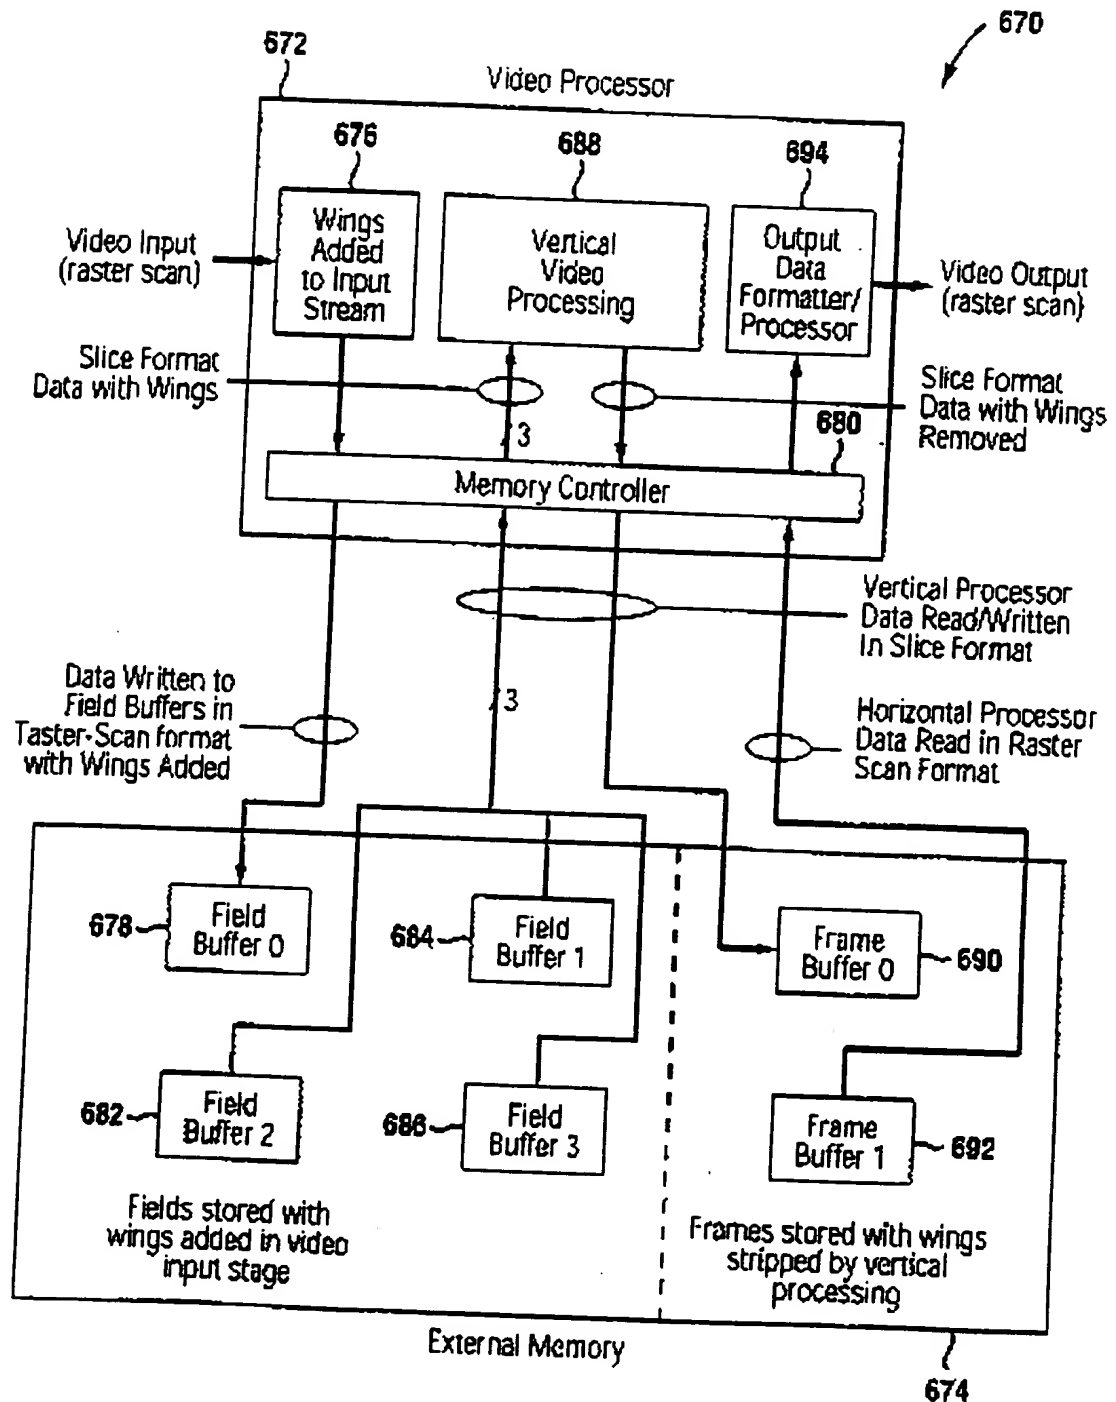 670
672
Video Processor
676
688
694
Wings
Added
to Input
Stream
Vertical
Video
Processing
Output
Data
Formatter/
Processor
Video Input
(raster scan)
Video Output
(raster scan)
Slice Format
Data with Wings
Slice Format
Data with Wings
Removed
3
680
Memory Controller
Vertical Processor
Data Read/Written
In Slice Format
Data Written to
Field Buffers in
Taster-Scan format
with Wings Added
3
Horizontal Processor
Data Read in Raster
Scan Format
678
Field
Buffer 0
684
Field
Buffer 1
Frame
Buffer 0
690
682
Field
Buffer 2
686
Field
Buffer 3
Frame
Buffer 1
692
Fields stored with
wings added in video
input stage
Frames stored with wings
stripped by vertical
processing
External Memory
674